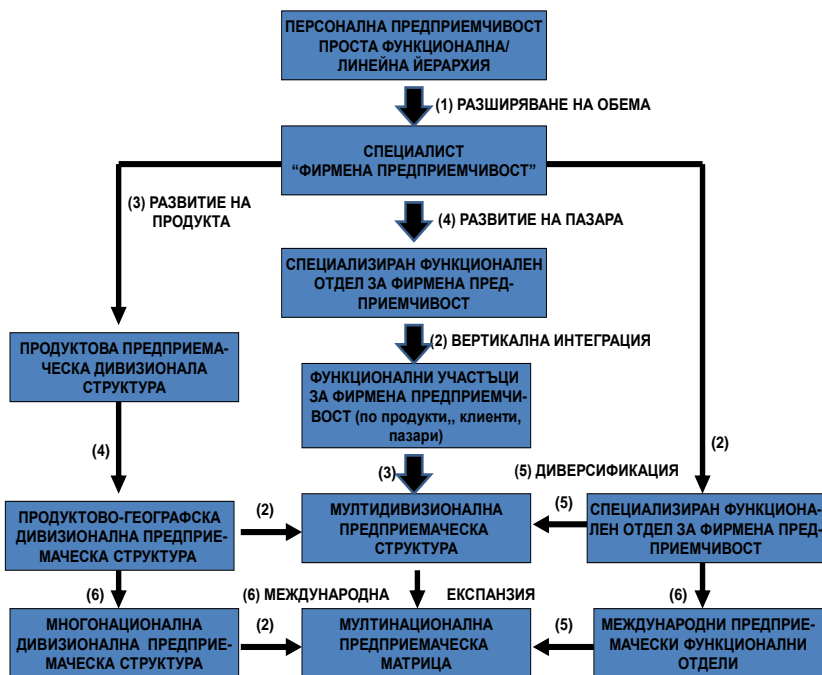 ПЕРСОНАЛНА ПРЕДПРИЕМЧИВОСТ
ПРОСТА ФУНКЦИОНАЛНА/
ЛИНЕЙНА ЙЕРАРХИЯ
(1) РАЗШИРЯВАНЕ НА ОБЕМА
СПЕЦИАЛИСТ
“ФИРМЕНА ПРЕДПРИЕМЧИВОСТ”
(3) РАЗВИТИЕ НА
ПРОДУКТА
(4) РАЗВИТИЕ НА ПАЗАРА
СПЕЦИАЛИЗИРАН ФУНКЦИОНАЛЕН
ОТДЕЛ ЗА ФИРМЕНА ПРЕД-
ПРИЕМЧИВОСТ
(2) ВЕРТИКАЛНА ИНТЕГРАЦИЯ
ПРОДУКТОВА ПРЕДПРИЕМА-
ЧЕСКА ДИВИЗИОНАЛА
СТРУКТУРА
ФУНКЦИОНАЛНИ УЧАСТЪЦИ
ЗА ФИРМЕНА ПРЕДПРИЕМЧИ-
ВОСТ (по продукти,, клиенти,
пазари)
(4)
(2)
(3)
(5) ДИВЕРСИФИКАЦИЯ
ПРОДУКТОВО-ГЕОГРАФСКА
ДИВИЗИОНАЛНА ПРЕДПРИЕ-
МАЧЕСКА СТРУКТУРА
(2)
МУЛТИДИВИЗИОНАЛНА
ПРЕДПРИЕМАЧЕСКА
СТРУКТУРА
(5)
СПЕЦИАЛИЗИРАН ФУНКЦИОНА-
ЛЕН ОТДЕЛ ЗА ФИРМЕНА ПРЕД-
ПРИЕМЧИВОСТ
(6)
(6) МЕЖДУНАРОДНА ЕКСПАНЗИЯ
(6)
МНОГОНАЦИОНАЛНА
ДИВИЗИОНАЛНА ПРЕДПРИЕ-
МАЧЕСКА СТРУКТУРА
(2)
МУЛТИНАЦИОНАЛНА
ПРЕДПРИЕМАЧЕСКА
МАТРИЦА
(5)
МЕЖДУНАРОДНИ ПРЕДПРИЕ-
МАЧЕСКИ ФУНКЦИОНАЛНИ
ОТДЕЛИ